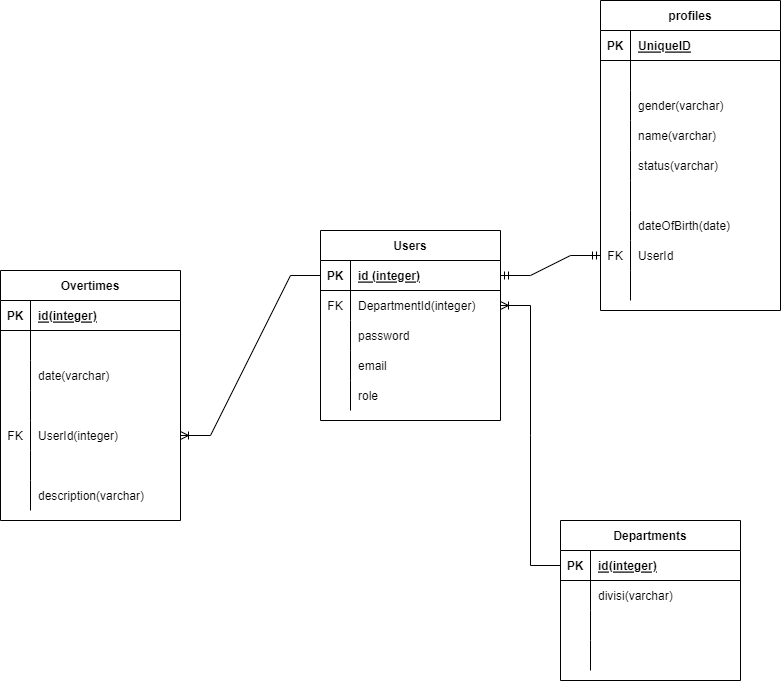 profiles
PK UniqueID
gender(varchar)
name(varchar)
status(varchar)
dateOfBirth(date)
FK UserId
Users
PK id (integer)
FK DepartmentId(integer)
password
email
role
Overtimes
PK id(integer)
date(varchar)
FK UserId(integer)
description(varchar)
Departments
PK id(integer)
divisi(varchar)